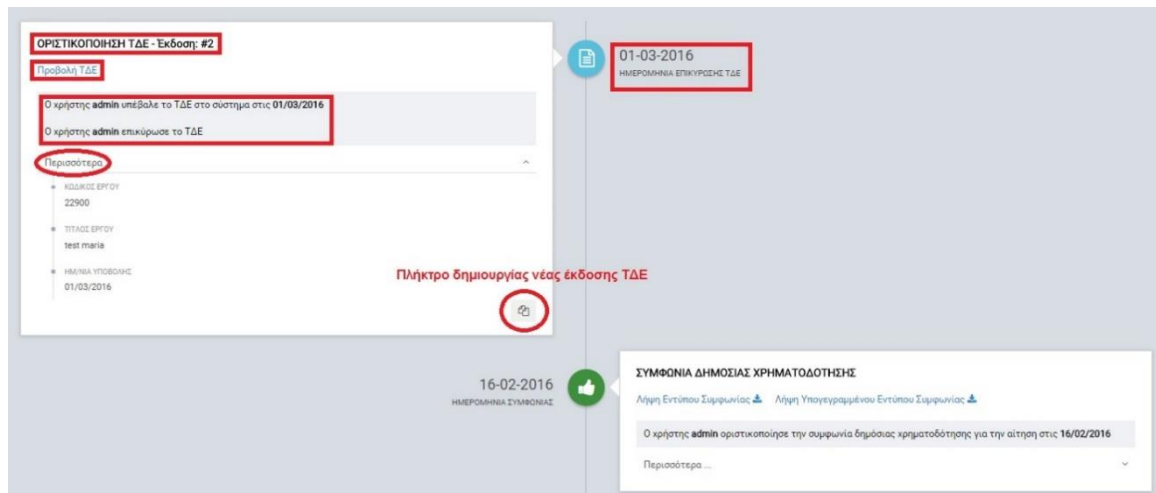 ΟΡΙΣΤΙΚΟΠΟΙΗΣΗ ΤΔΕ - Έκδοση: #2
Προβολή ΤΔΕ
Ο χρήστης admin υπέβαλε το ΤΔΕ στο σύστημα στις 01/03/2016
Ο χρήστης admin επικύρωσε το ΤΔΕ
Περισσότερα
ΚΩΔΙΚΟΣ ΕΡΓΟΥ
22900
ΤΙΤΛΟΣ ΕΡΓΟΥ
test maria
ΗΜ/ΝΙΑ ΥΠΟΒΟΛΗΣ
01/03/2016
01-03-2016
ΗΜΕΡΟΜΗΝΙΑ ΕΠΙΚΥΡΩΣΗΣ ΤΔΕ
Πλήκτρο δημιουργίας νέας έκδοσης ΤΔΕ
16-02-2016
ΗΜΕΡΟΜΗΝΙΑ ΣΥΜΦΩΝΙΑΣ
ΣΥΜΦΩΝΙΑ ΔΗΜΟΣΙΑΣ ΧΡΗΜΑΤΟΔΟΤΗΣΗΣ
Λήψη Εντύπου Συμφωνίας Λήψη Υπογεγραμμένου Εντύπου Συμφωνίας
Ο χρήστης admin οριστικοποίησε την συμφωνία δημόσιας χρηματοδότησης για την αίτηση στις 16/02/2016
Περισσότερα ...